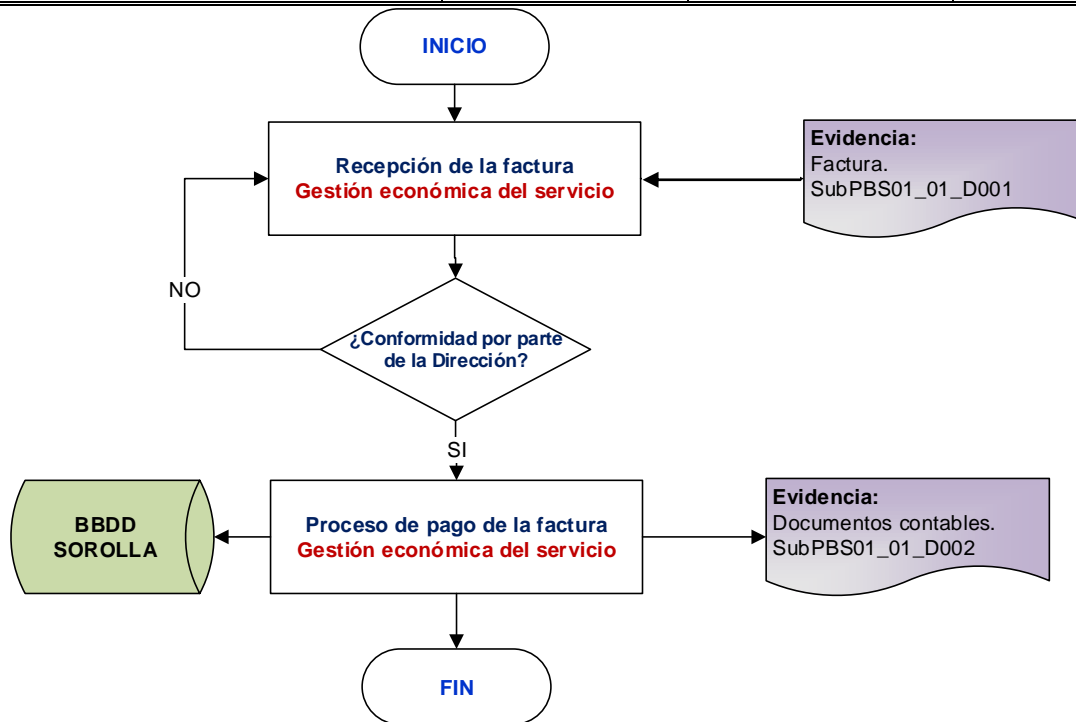 INICIO
Recepción de la factura
Gestión económica del servicio
Evidencia:
Factura.
SubPBS01_01_D001
NO
¿Conformidad por parte
de la Dirección?
SI
BBDD
SOROLLA
Proceso de pago de la factura
Gestión económica del servicio
Evidencia:
Documentos contables.
SubPBS01_01_D002
FIN